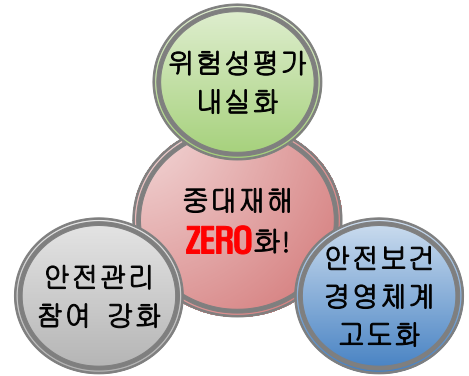 위험성평가
내실화
중대재해
ZERO화!
안전관리
참여 강화
안전보건
경영체계
고도화